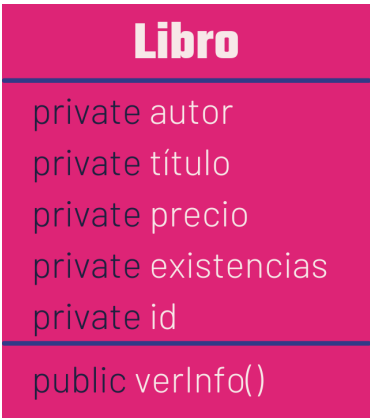 Libro
private autor
private título
private precio
private existencias
private id
public verInfo()